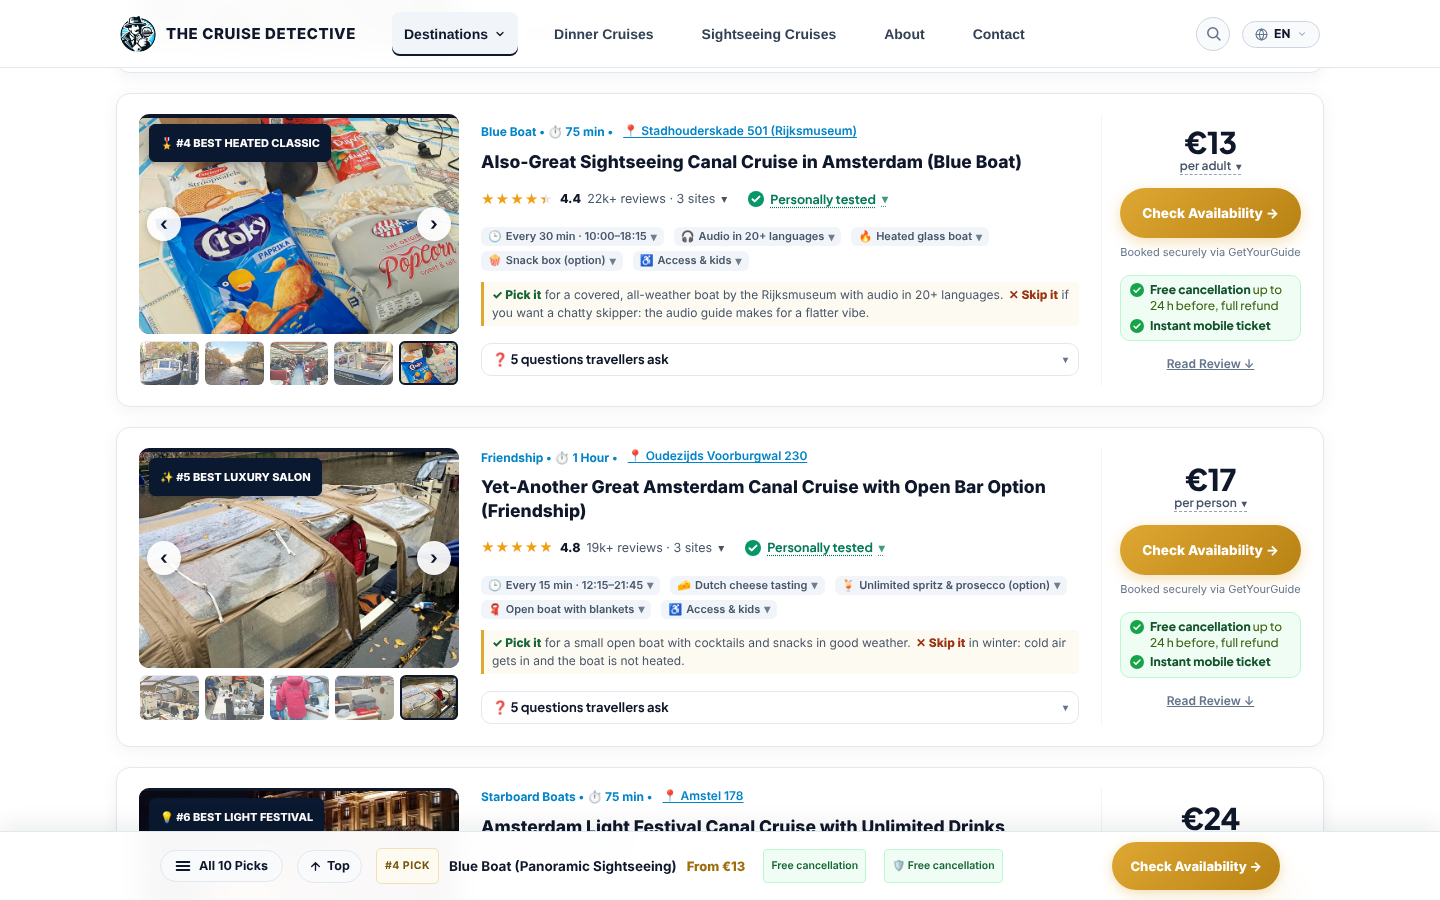 THE CRUISE DETECTIVE
Destinations
Dinner Cruises
Sightseeing Cruises
About
Contact
EN
#4 BEST HEATED CLASSIC
Stroopwafels
Croky
PAPRIKA
THE ORIGINAL
PopCorn
sweet & salt
Blue Boat • 75 min • Stadhouderskade 501 (Rijksmuseum)
Also-Great Sightseeing Canal Cruise in Amsterdam (Blue Boat)
4.4 22k+ reviews · 3 sites ▾ Personally tested ▾
Every 30 min · 10:00–18:15 ▾ Audio in 20+ languages ▾ Heated glass boat ▾
Snack box (option) ▾ Access & kids ▾
✓ Pick it for a covered, all-weather boat by the Rijksmuseum with audio in 20+ languages. ✕ Skip it if
you want a chatty skipper: the audio guide makes for a flatter vibe.
❓ 5 questions travellers ask ▾
€13
per adult ▾
Check Availability →
Booked securely via GetYourGuide
Free cancellation up to
24 h before, full refund
Instant mobile ticket
Read Review ↓
#5 BEST LUXURY SALON
Friendship • 1 Hour • Oudezijds Voorburgwal 230
Yet-Another Great Amsterdam Canal Cruise with Open Bar Option
(Friendship)
4.8 19k+ reviews · 3 sites ▾ Personally tested ▾
Every 15 min · 12:15–21:45 ▾ Dutch cheese tasting ▾ Unlimited spritz & prosecco (option) ▾
Open boat with blankets ▾ Access & kids ▾
✓ Pick it for a small open boat with cocktails and snacks in good weather. ✕ Skip it in winter: cold air
gets in and the boat is not heated.
❓ 5 questions travellers ask ▾
€17
per person ▾
Check Availability →
Booked securely via GetYourGuide
Free cancellation up to
24 h before, full refund
Instant mobile ticket
Read Review ↓
#6 BEST LIGHT FESTIVAL
Starboard Boats • 75 min • Amstel 178
Amsterdam Light Festival Canal Cruise with Unlimited Drinks
€24
All 10 Picks
↑ Top
#4 PICK
Blue Boat (Panoramic Sightseeing)
From €13
Free cancellation
Free cancellation
Check Availability →